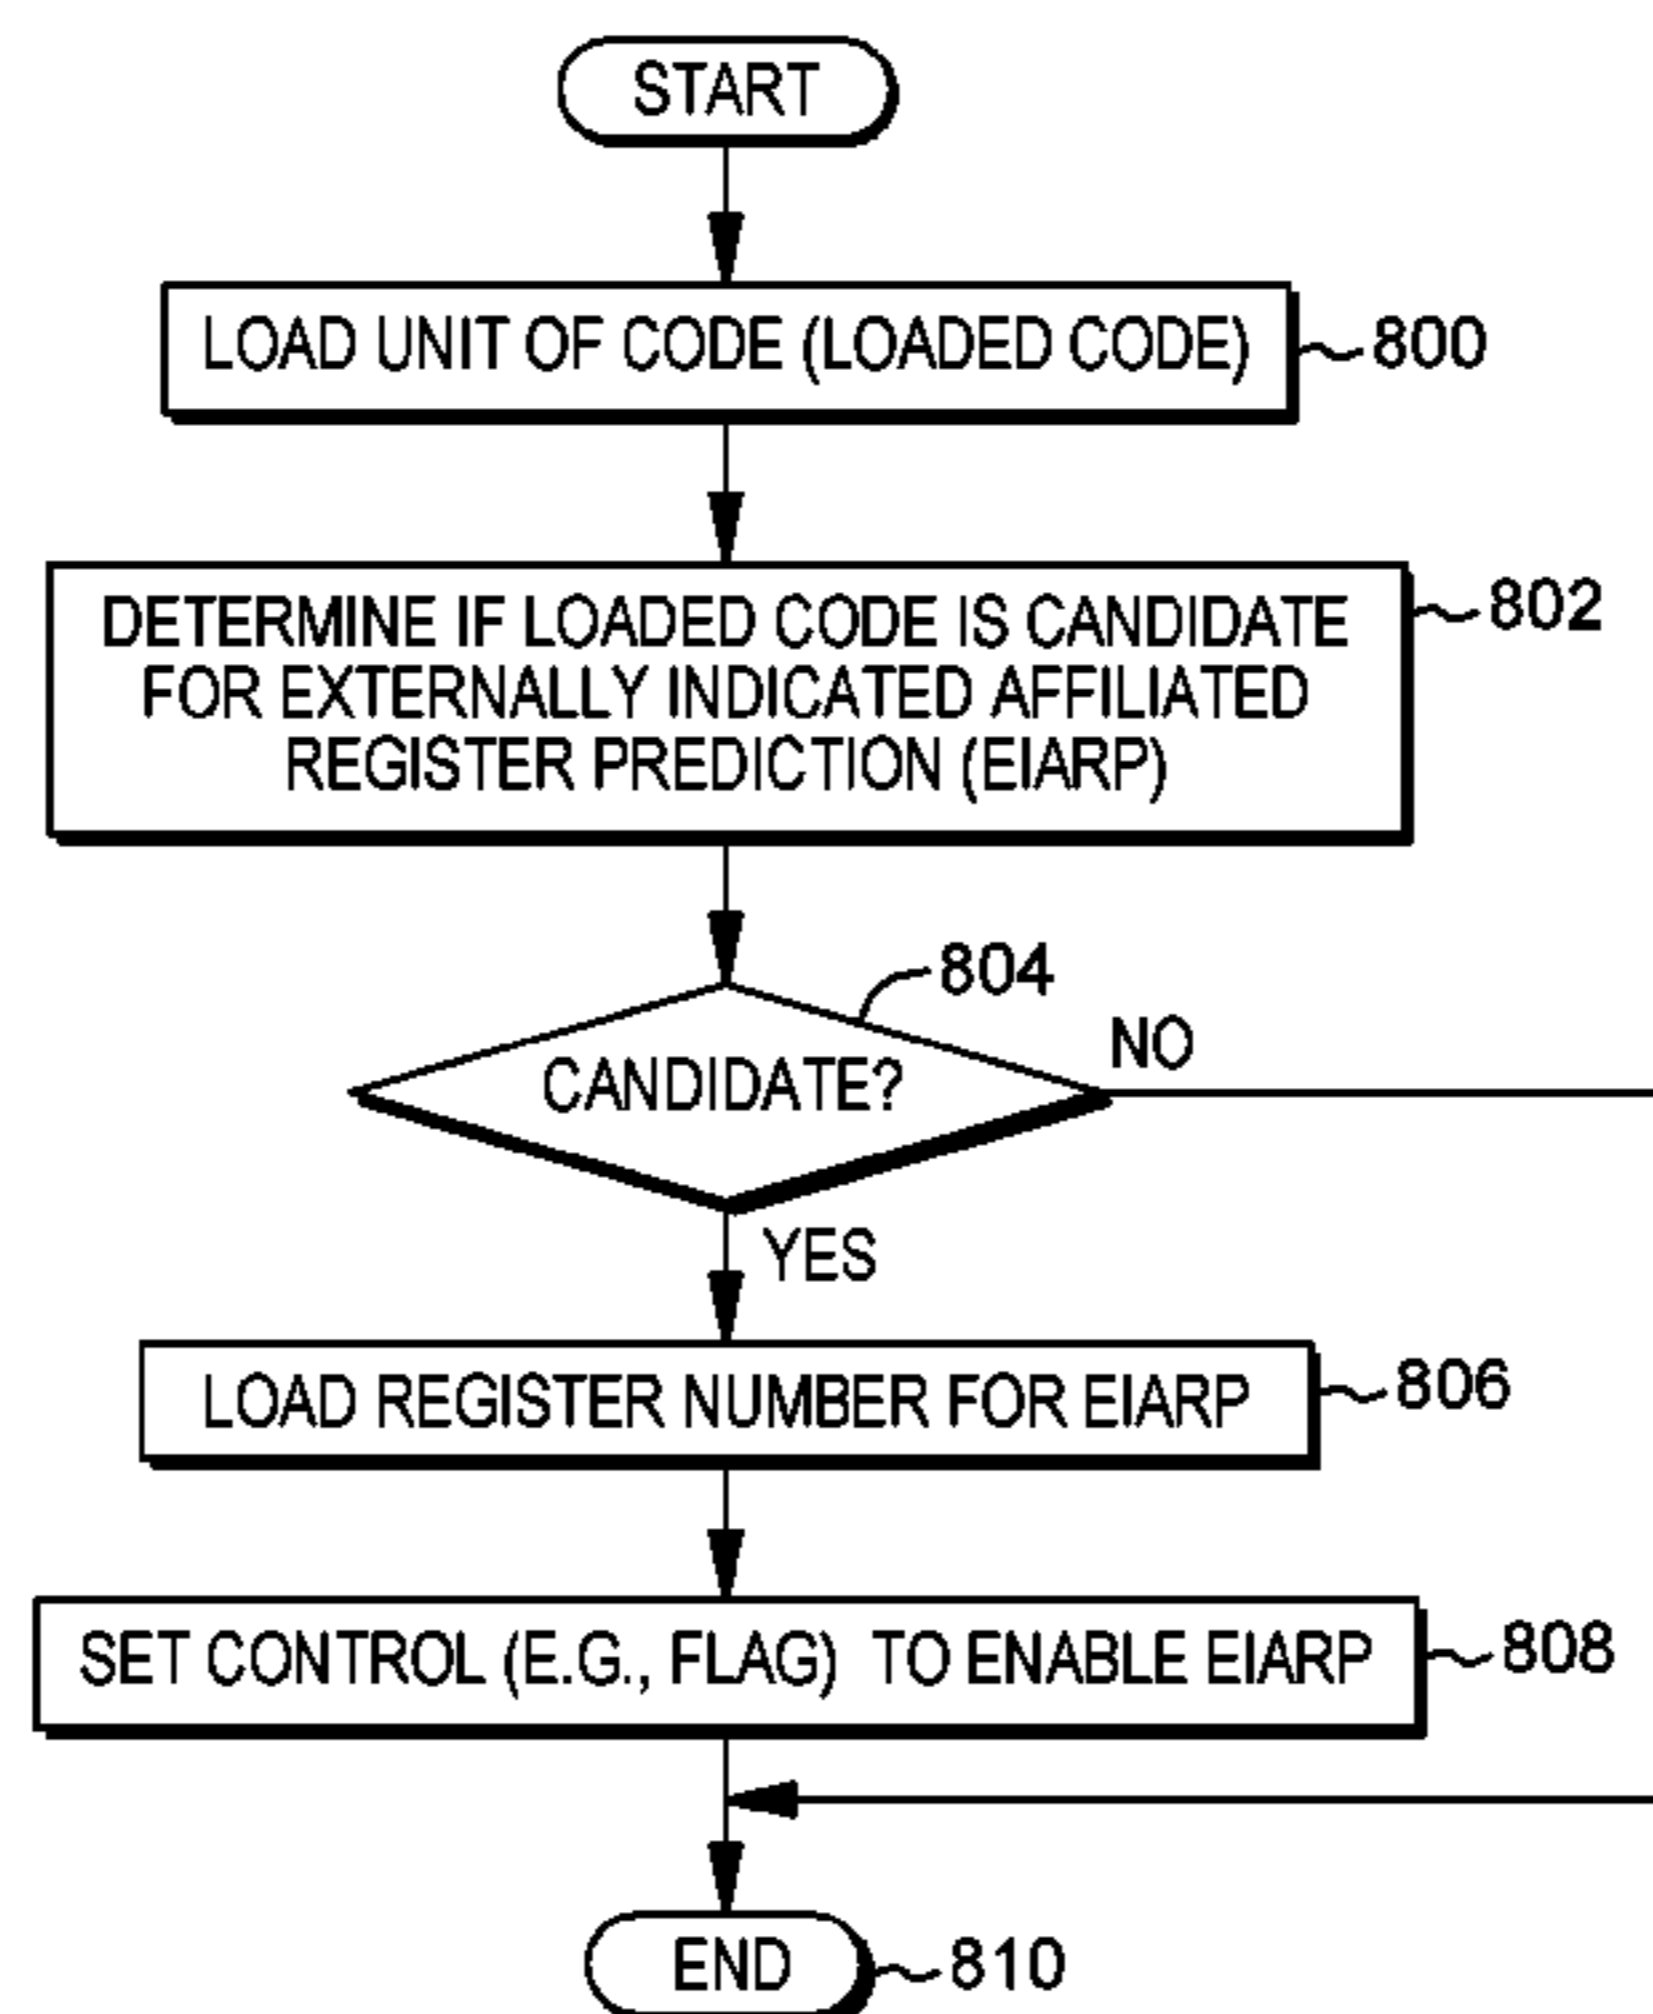 START
LOAD UNIT OF CODE (LOADED CODE)
800
DETERMINE IF LOADED CODE IS CANDIDATE
FOR EXTERNALLY INDICATED AFFILIATED
REGISTER PREDICTION (EIARP)
802
804
CANDIDATE?
NO
YES
LOAD REGISTER NUMBER FOR EIARP
806
SET CONTROL (E.G., FLAG) TO ENABLE EIARP
808
END
810